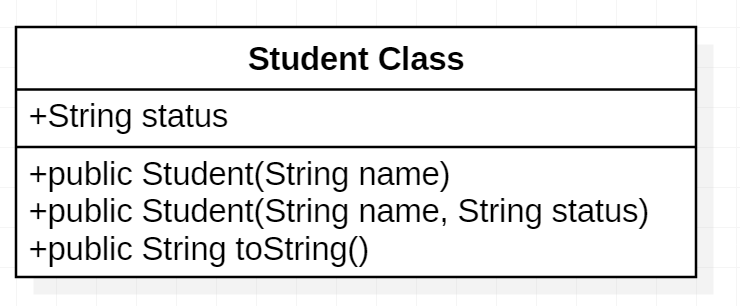 Student Class
+String status
+public Student(String name)
+public Student(String name, String status)
+public String toString()